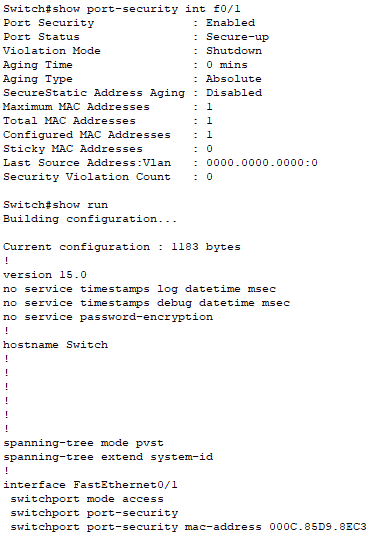 Switch#show port-security int f0/1
Port Security              : Enabled
Port Status                : Secure-up
Violation Mode             : Shutdown
Aging Time                 : 0 mins
Aging Type                 : Absolute
SecureStatic Address Aging : Disabled
Maximum MAC Addresses      : 1
Total MAC Addresses        : 1
Configured MAC Addresses   : 1
Sticky MAC Addresses       : 0
Last Source Address:Vlan   : 0000.0000.0000:0
Security Violation Count   : 0

Switch#show run
Building configuration...

Current configuration : 1183 bytes
!
version 15.0
no service timestamps log datetime msec
no service timestamps debug datetime msec
no service password-encryption
!
hostname Switch
!
!
!
!
!
!
spanning-tree mode pvst
spanning-tree extend system-id
!
interface FastEthernet0/1
 switchport mode access
 switchport port-security
 switchport port-security mac-address 000C.85D9.8EC3